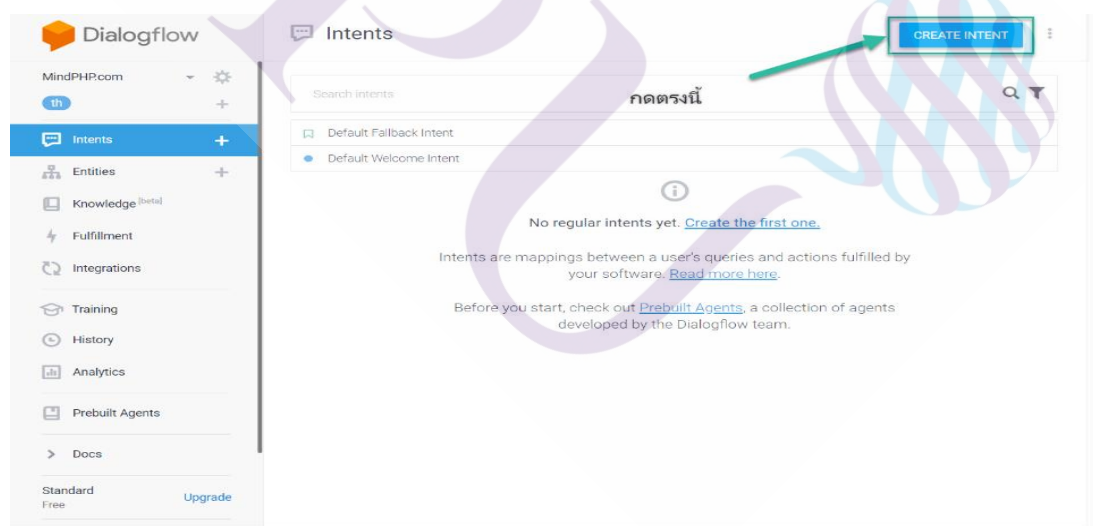 Dialogflow
MindPHP.com
th
Intents
Entities
Knowledge [beta]
Fulfillment
Integrations
Training
History
Analytics
Prebuilt Agents
Docs
Standard
Free
Upgrade
Intents
CREATE INTENT
Search intents
กดตรงนี้
Default Fallback Intent
Default Welcome Intent
No regular intents yet. Create the first one.
Intents are mappings between a user's queries and actions fulfilled by
your software. Read more here.
Before you start, check out Prebuilt Agents, a collection of agents
developed by the Dialogflow team.